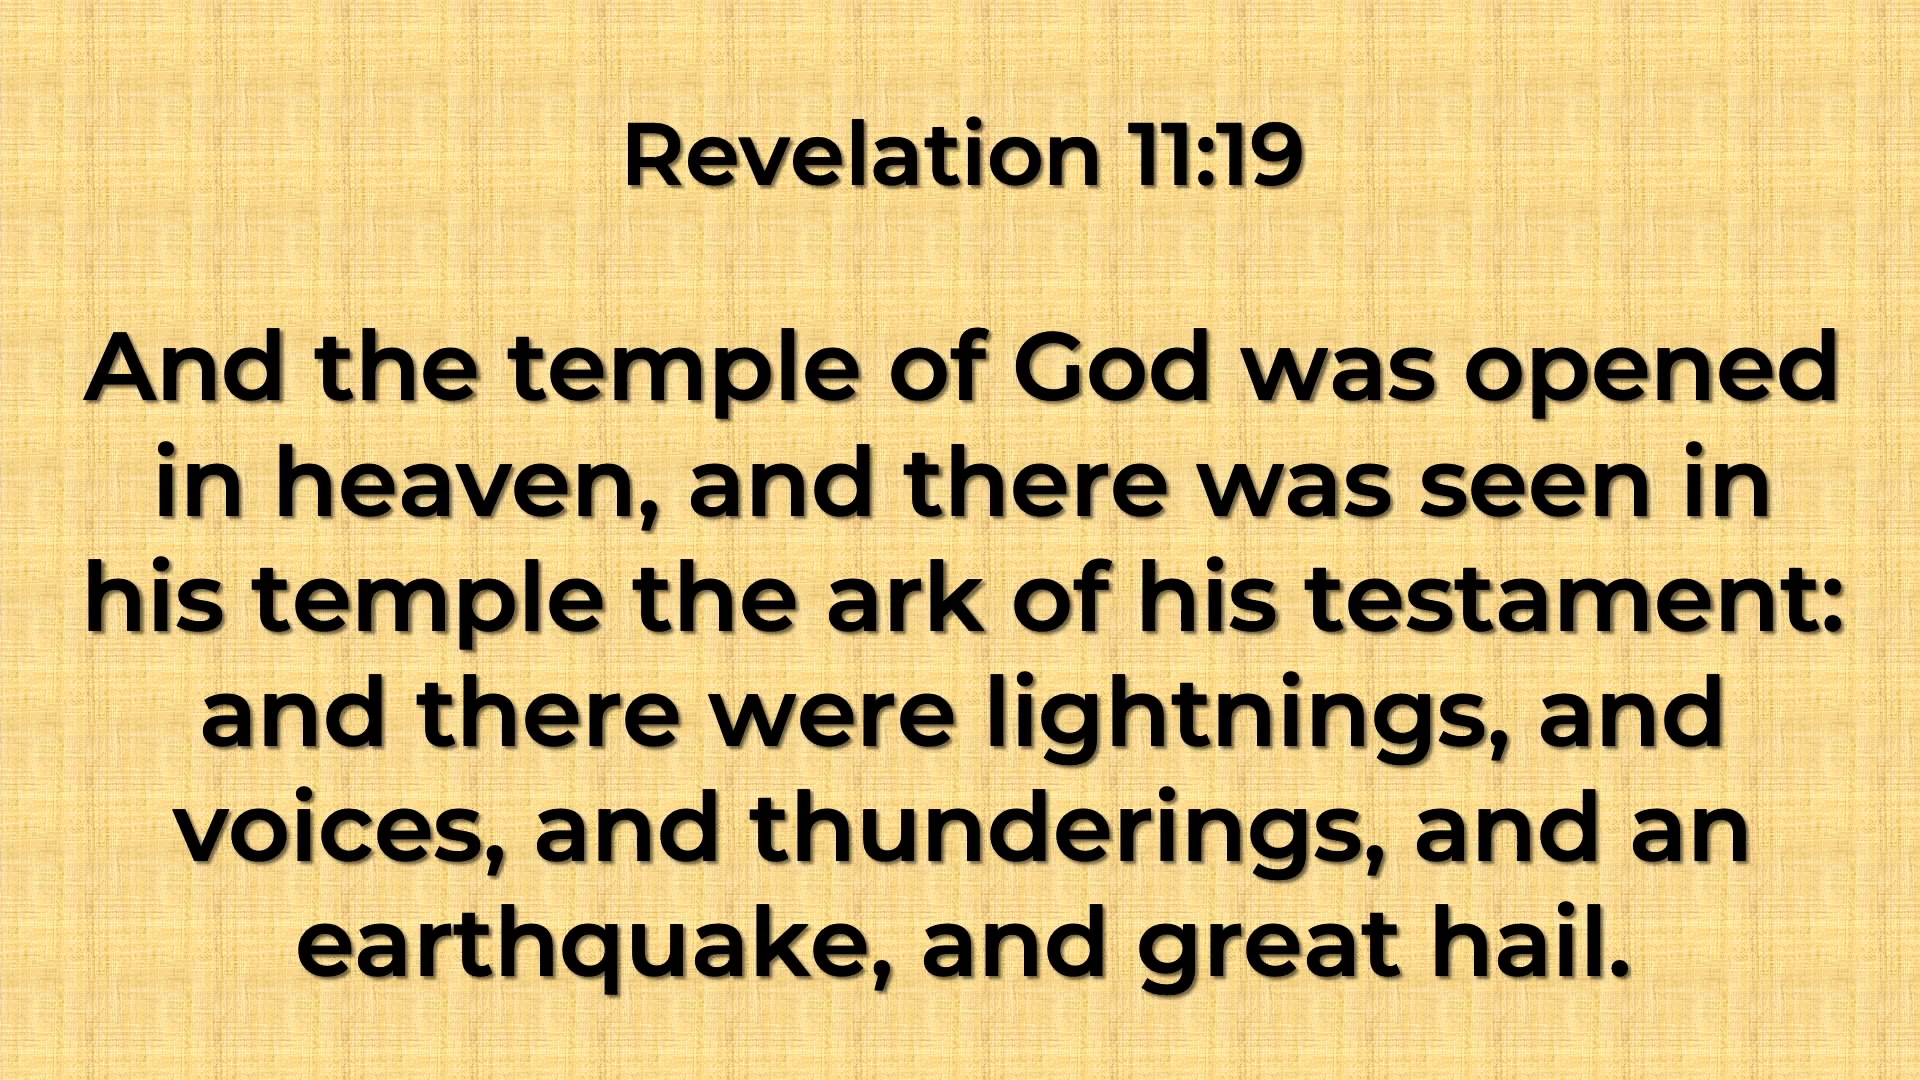 Revelation 11:19
And the temple of God was opened
in heaven, and there was seen in
his temple the ark of his testament:
and there were lightnings, and
voices, and thunderings, and an
earthquake, and great hail.